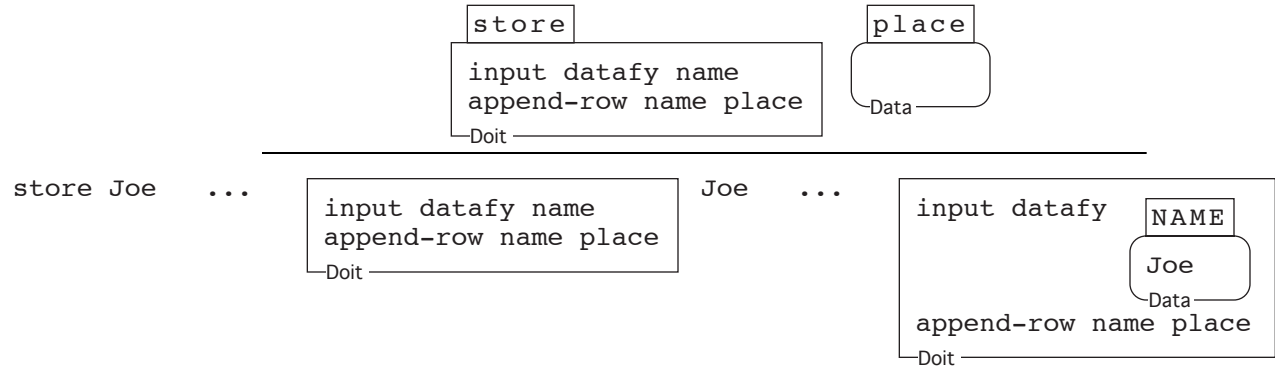 store place
input datafy name
append-row name place
Data
Doit
store Joe ... input datafy name Joe ... input datafy NAME
append-row name place
Doit
Joe
Data
append-row name place
Doit